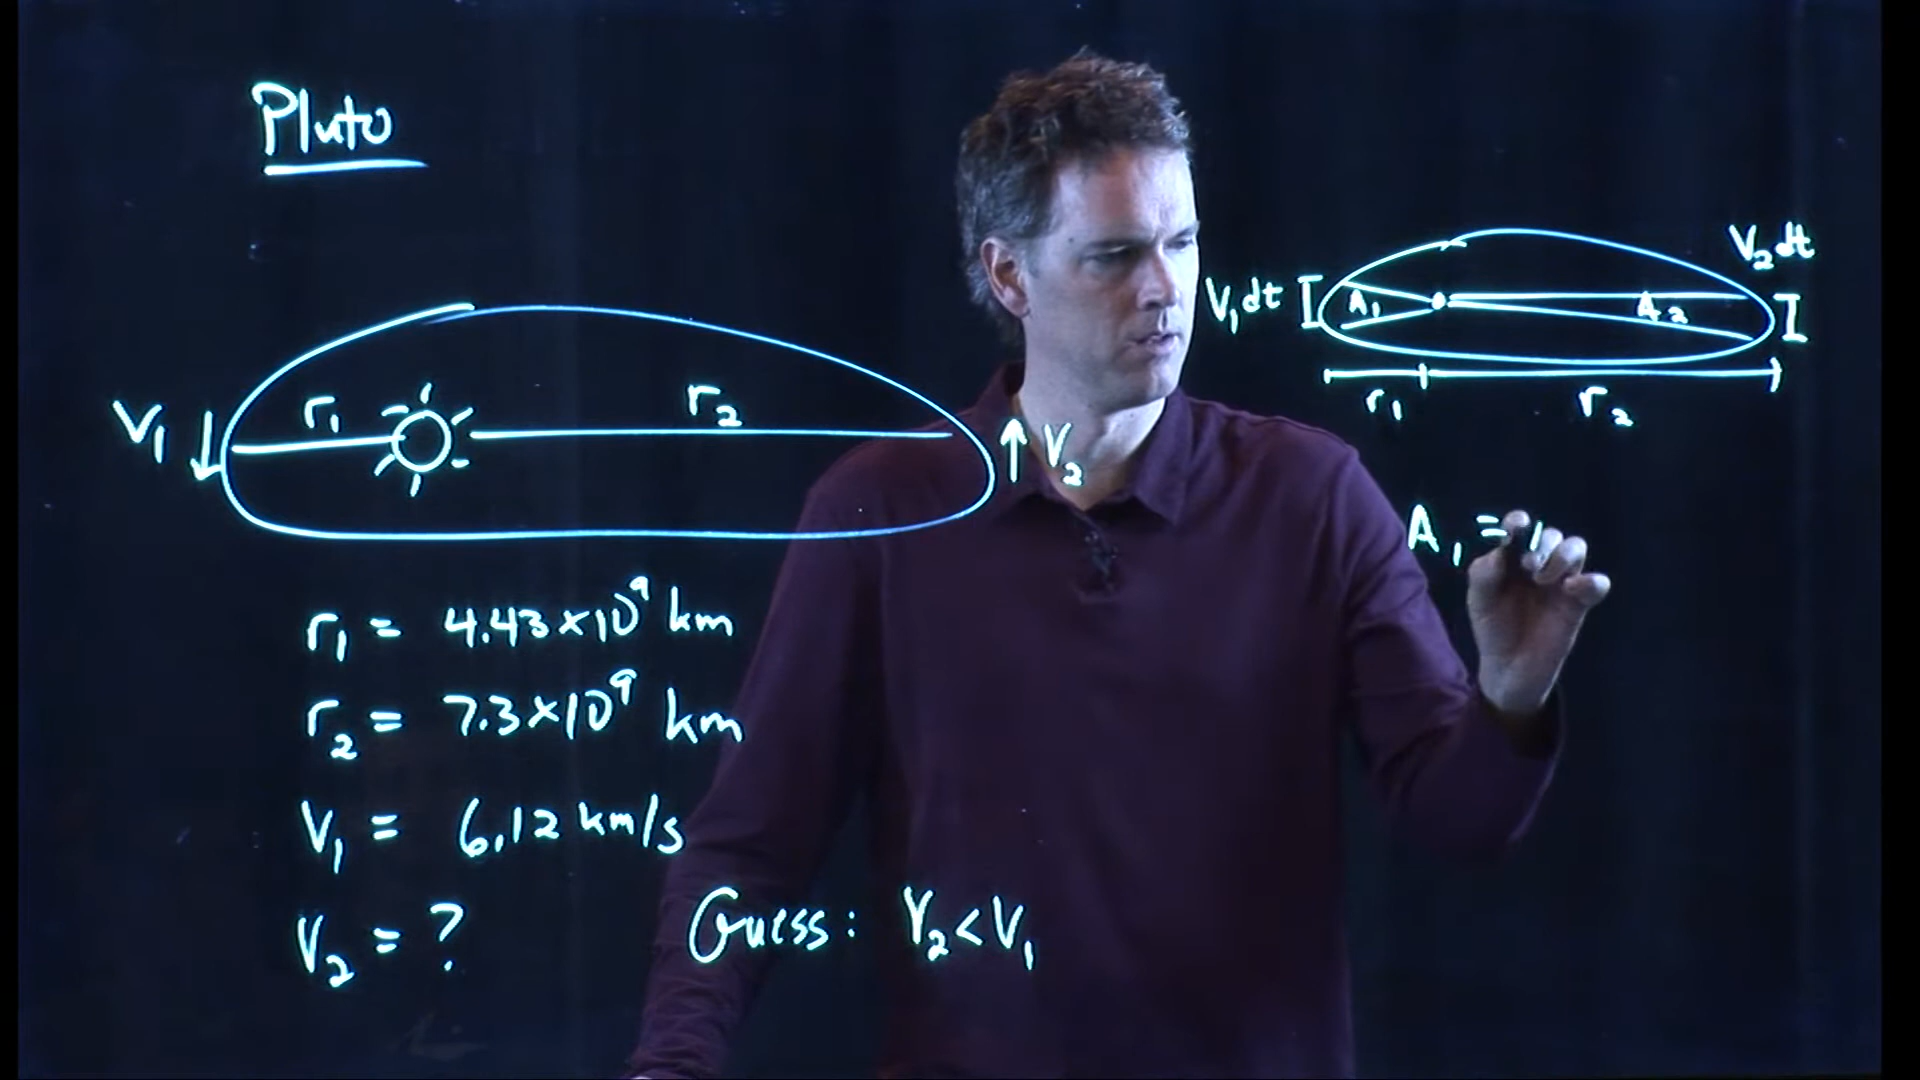 Pluto
V₁ ↓ r₁ r₂ ↑ V₂
r₁ = 4.43×10⁹ km
r₂ = 7.3×10⁹ km
V₁ = 6.12 km/s
V₂ = ?
Guess: V₂ < V₁
V₂dt
V₁dt A₁ A₂
r₁ r₂
A₁ =